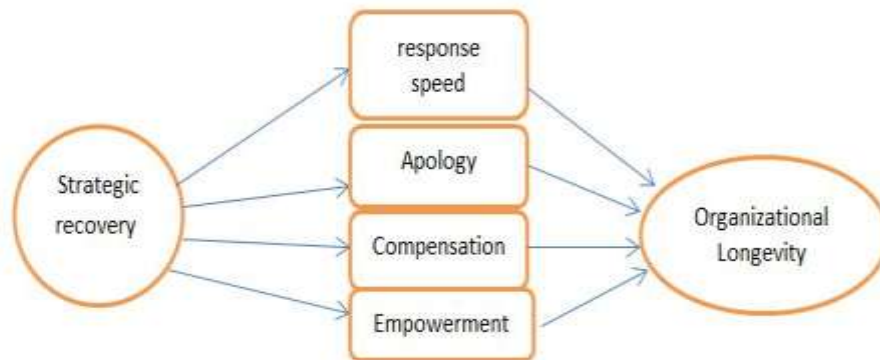 Strategic
recovery
response
speed
Apology
Compensation
Empowerment
Organizational
Longevity